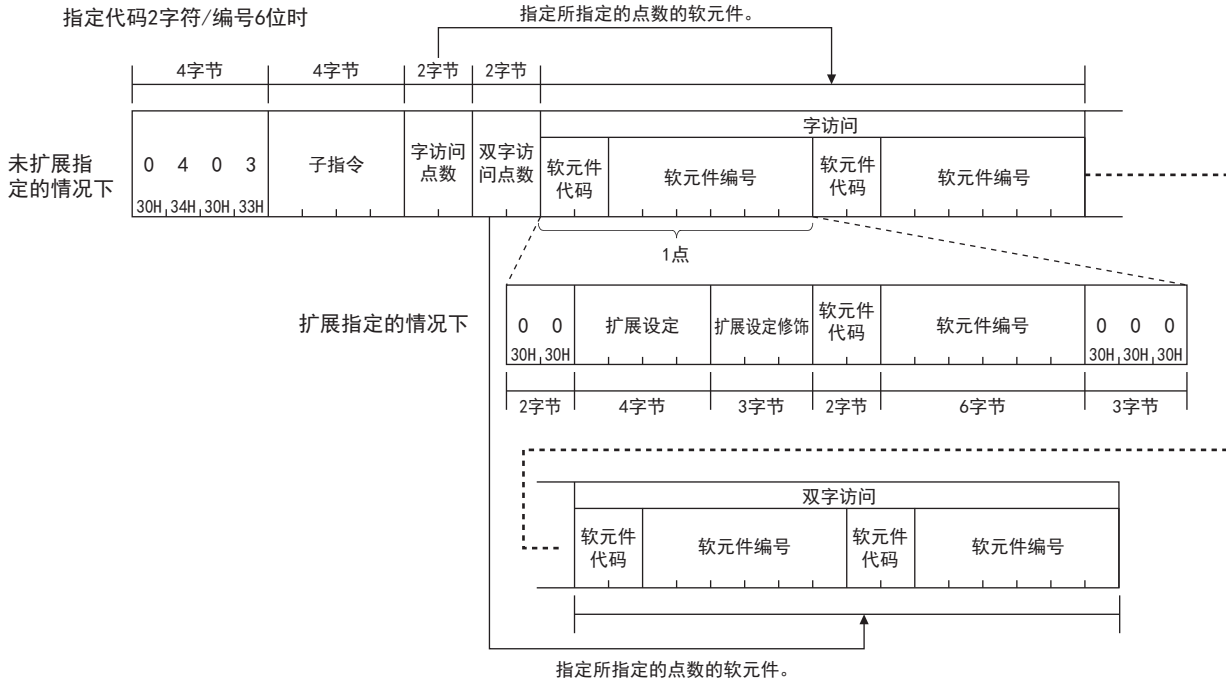 指定代码2字符/编号6位时
指定所指定的点数的软元件。
4字节 4字节 2字节 2字节
未扩展指
定的情况下
0 4 0 3
30H 34H 30H 33H
子指令
字访问
点数
双字访
问点数
字访问
软元件
代码
软元件编号
软元件
代码
软元件编号
1点
扩展指定的情况下
0 0
30H 30H
扩展设定
扩展设定修饰
软元件
代码
软元件编号
0 0 0
30H 30H 30H
2字节 4字节 3字节 2字节 6字节 3字节
双字访问
软元件
代码
软元件编号
软元件
代码
软元件编号
指定所指定的点数的软元件。